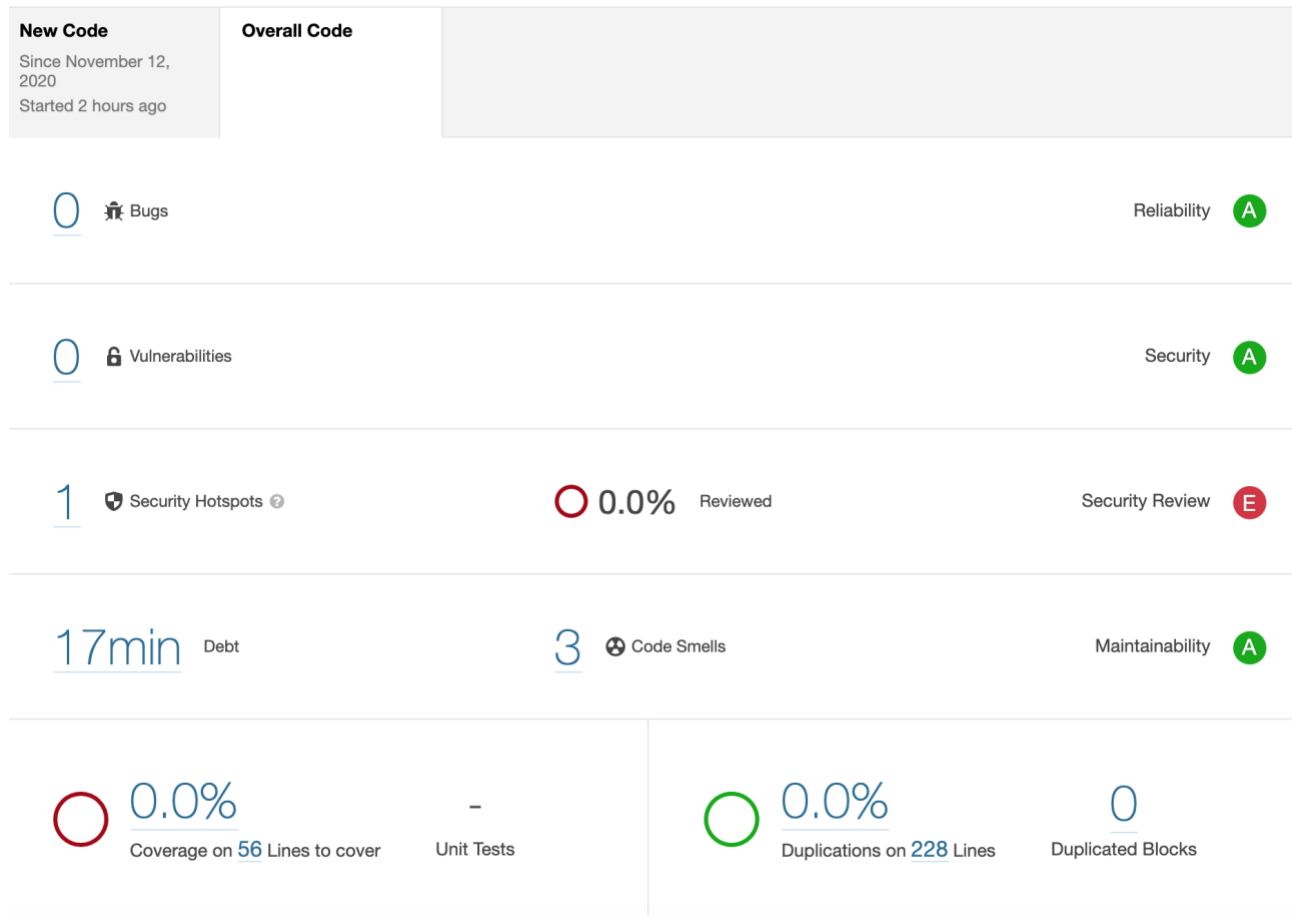 New Code
Overall Code
Since November 12,
2020
Started 2 hours ago
0 Bugs
Reliability A
0 Vulnerabilities
Security A
1 Security Hotspots ?
0.0% Reviewed
Security Review E
17min Debt
3 Code Smells
Maintainability A
0.0%
Coverage on 56 Lines to cover
-
Unit Tests
0.0%
Duplications on 228 Lines
0
Duplicated Blocks